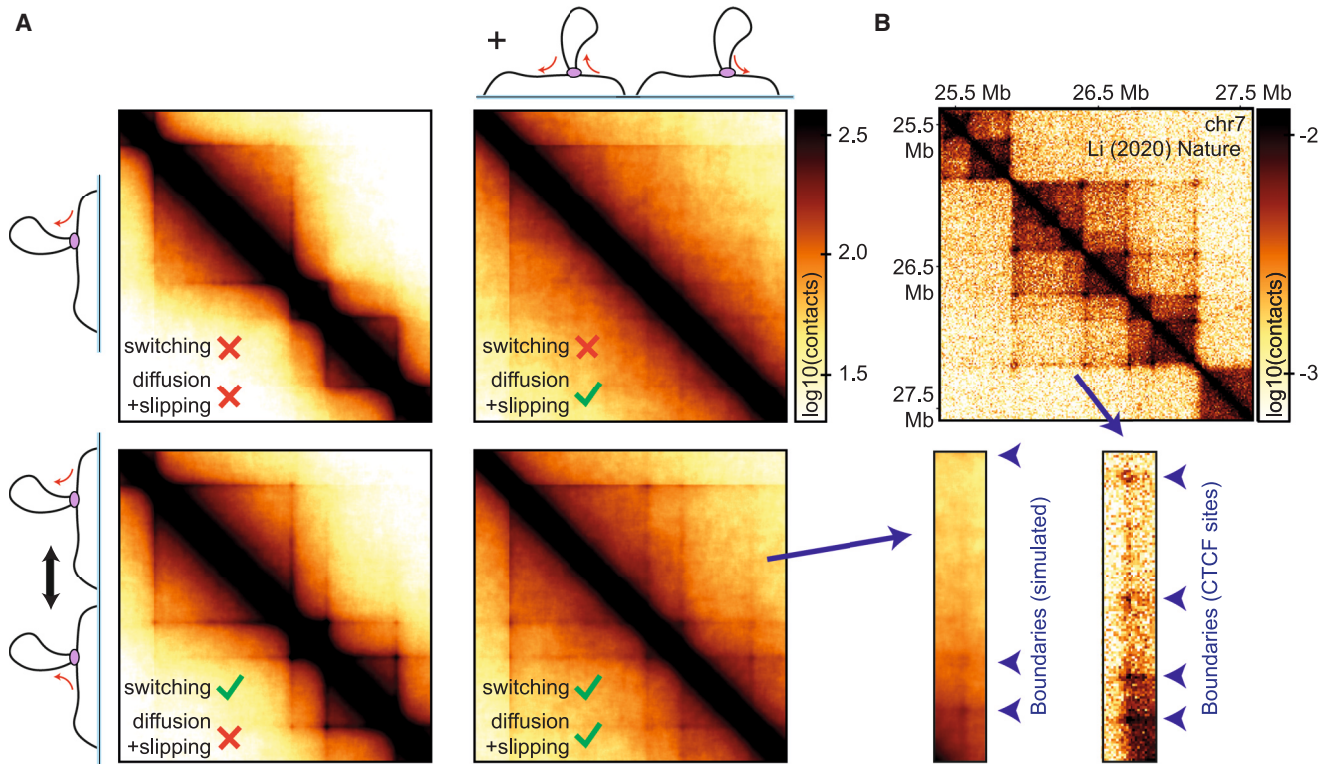 A
B
+
25.5 Mb
26.5 Mb
27.5 Mb
25.5
Mb
chr7
Li (2020) Nature
26.5
Mb
27.5
Mb
2.5
2.0
1.5
log10(contacts)
-2
-3
log10(contacts)
switching
diffusion
+slipping
switching
diffusion
+slipping
switching
diffusion
+slipping
switching
diffusion
+slipping
Boundaries (simulated)
Boundaries (CTCF sites)